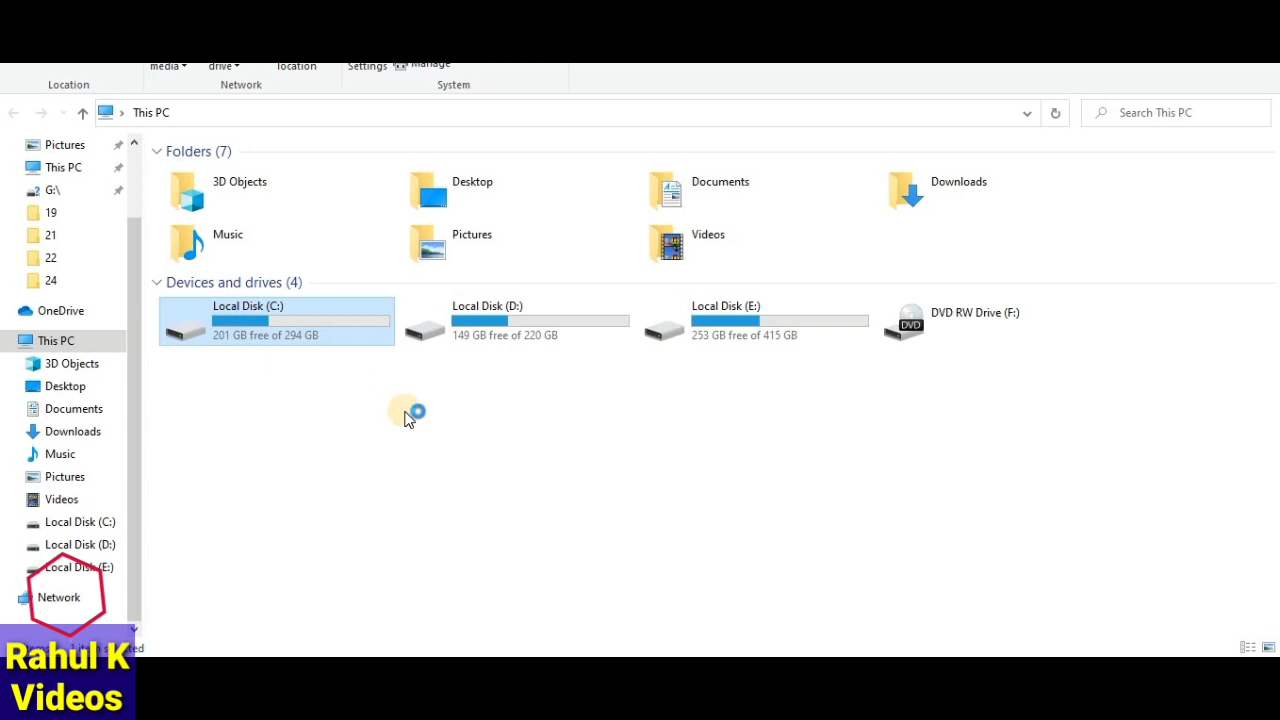 media
drive
location
Settings
Manage
Location
Network
System
This PC
Search This PC
Pictures
This PC
G:\
19
21
22
24
OneDrive
This PC
3D Objects
Desktop
Documents
Downloads
Music
Pictures
Videos
Local Disk (C:)
Local Disk (D:)
Local Disk (E:)
Network
Folders (7)
3D Objects
Desktop
Documents
Downloads
Music
Pictures
Videos
Devices and drives (4)
Local Disk (C:)
201 GB free of 294 GB
Local Disk (D:)
149 GB free of 220 GB
Local Disk (E:)
253 GB free of 415 GB
DVD
DVD RW Drive (F:)
Rahul K
Videos